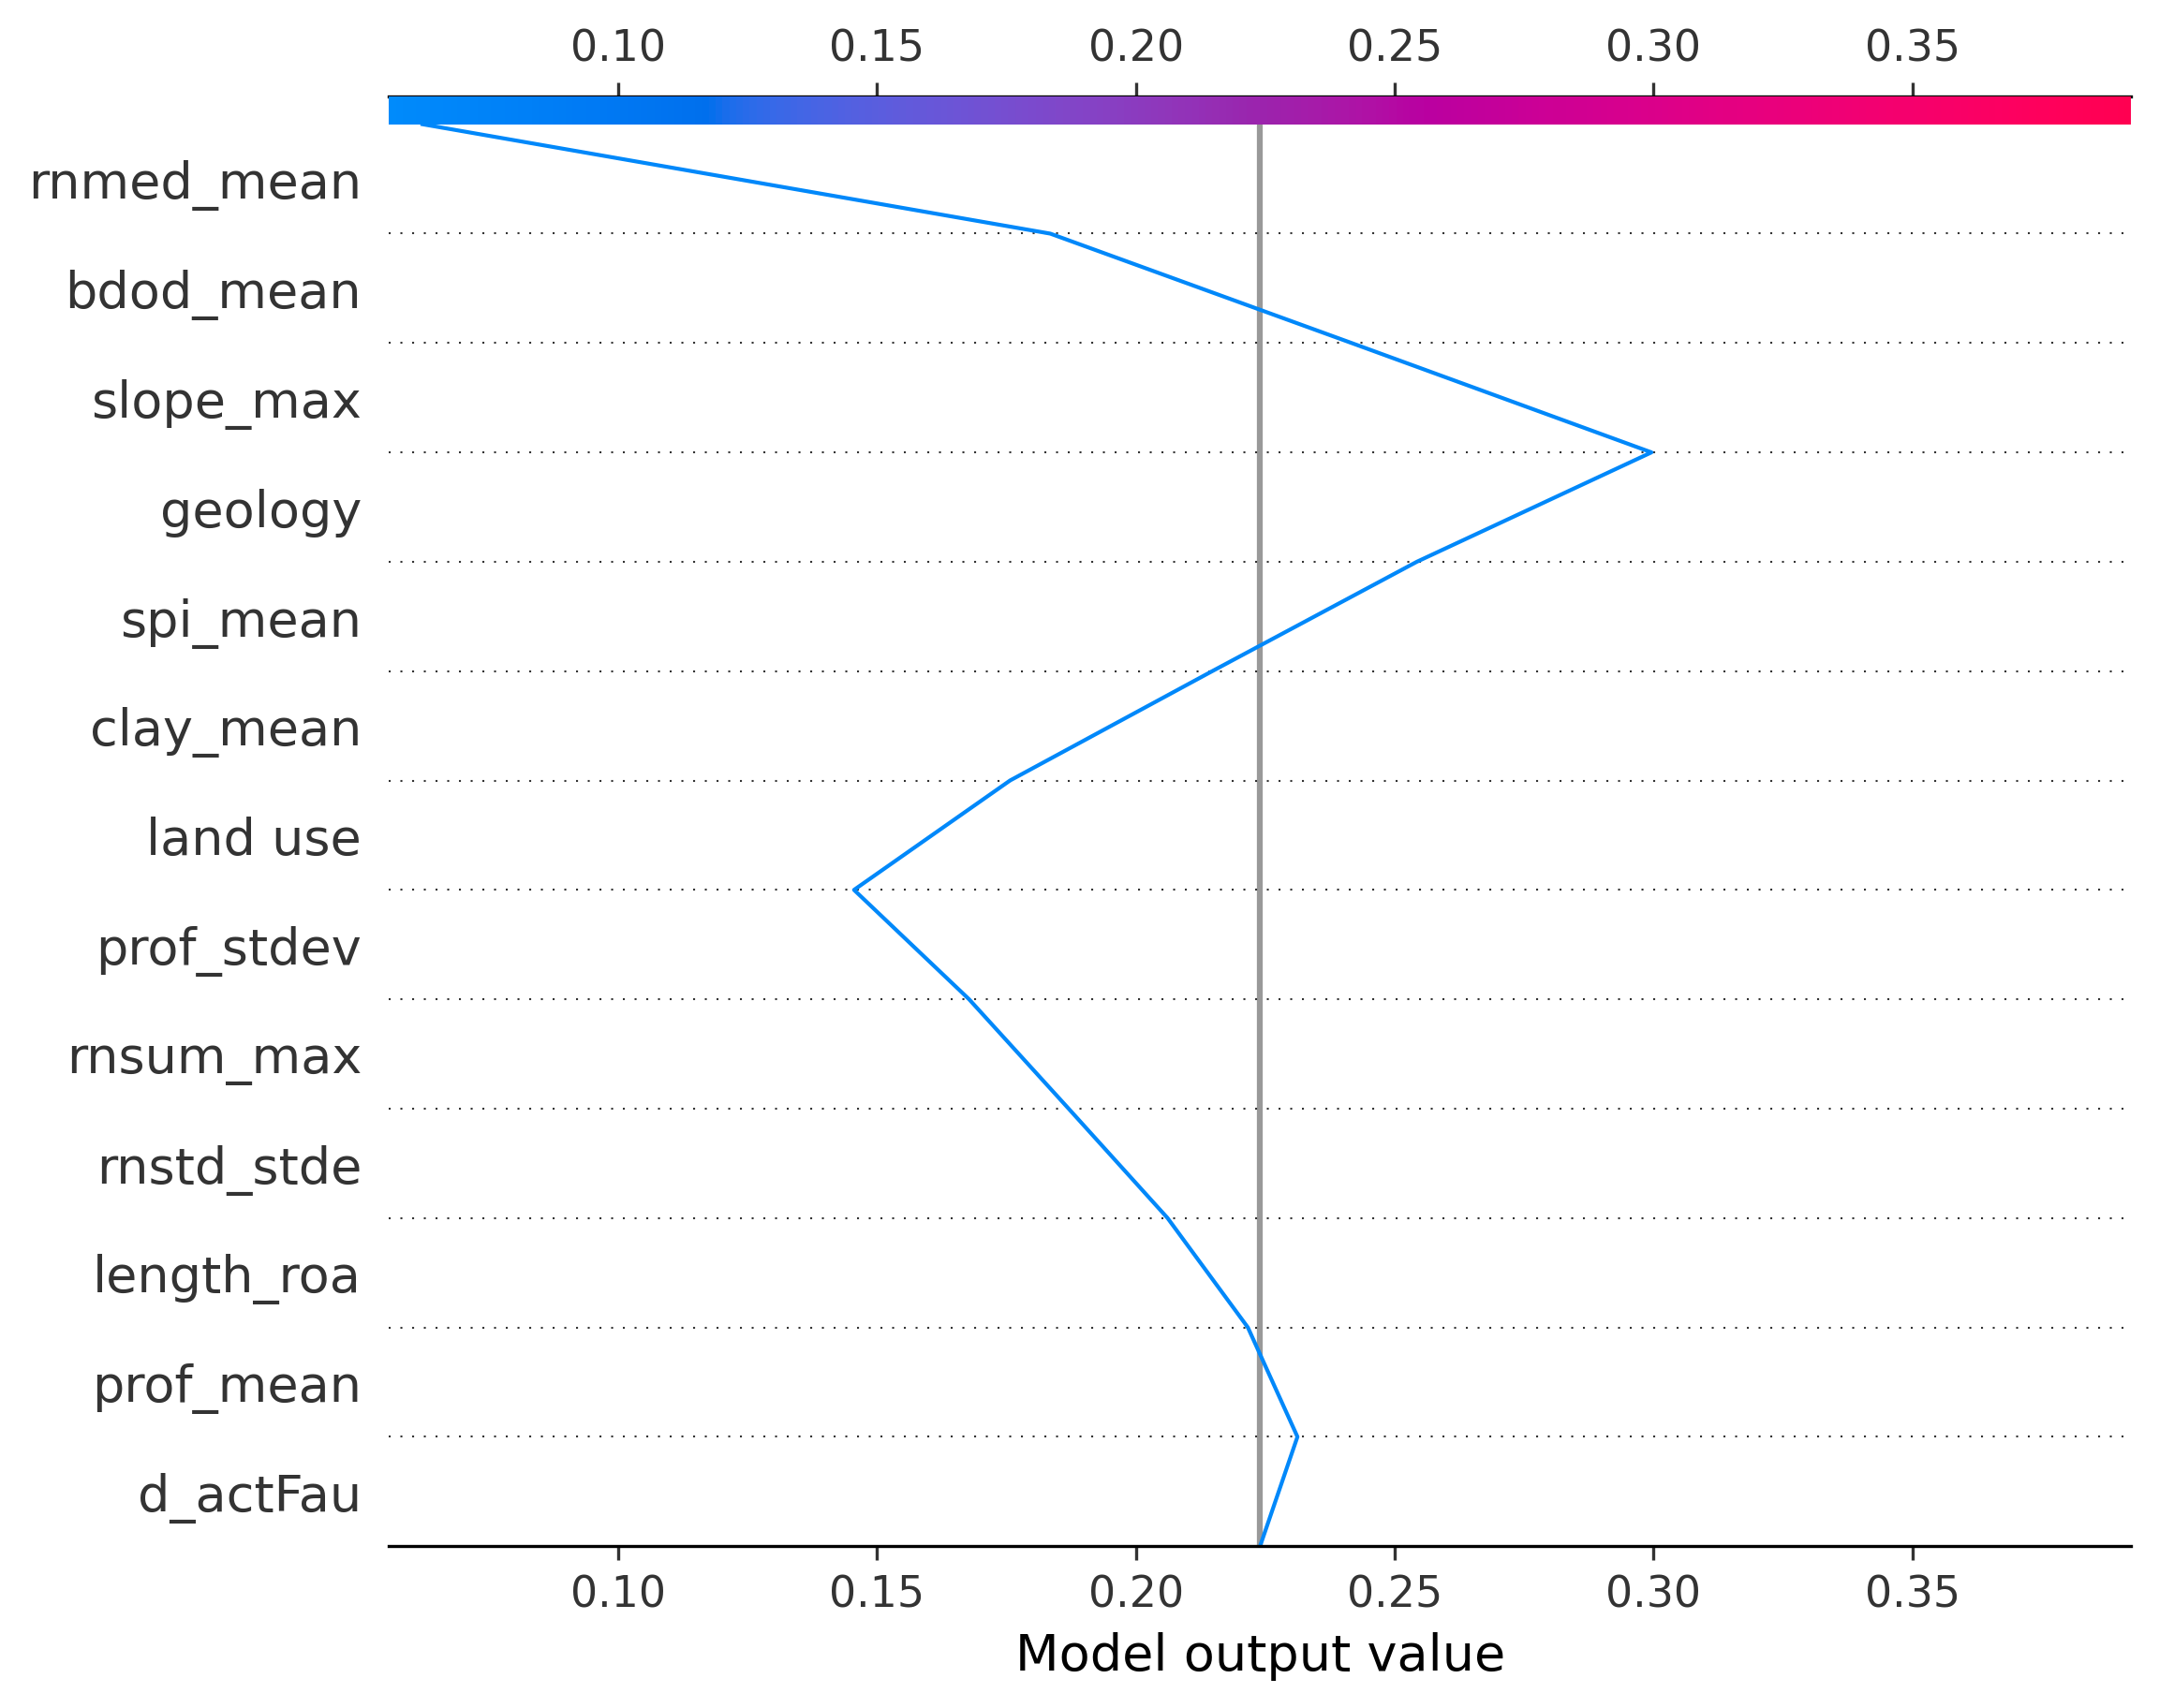 0.10 0.15 0.20 0.25 0.30 0.35
rnmed_mean
bdod_mean
slope_max
geology
spi_mean
clay_mean
land use
prof_stdev
rnsum_max
rnstd_stde
length_roa
prof_mean
d_actFau
0.10 0.15 0.20 0.25 0.30 0.35
Model output value